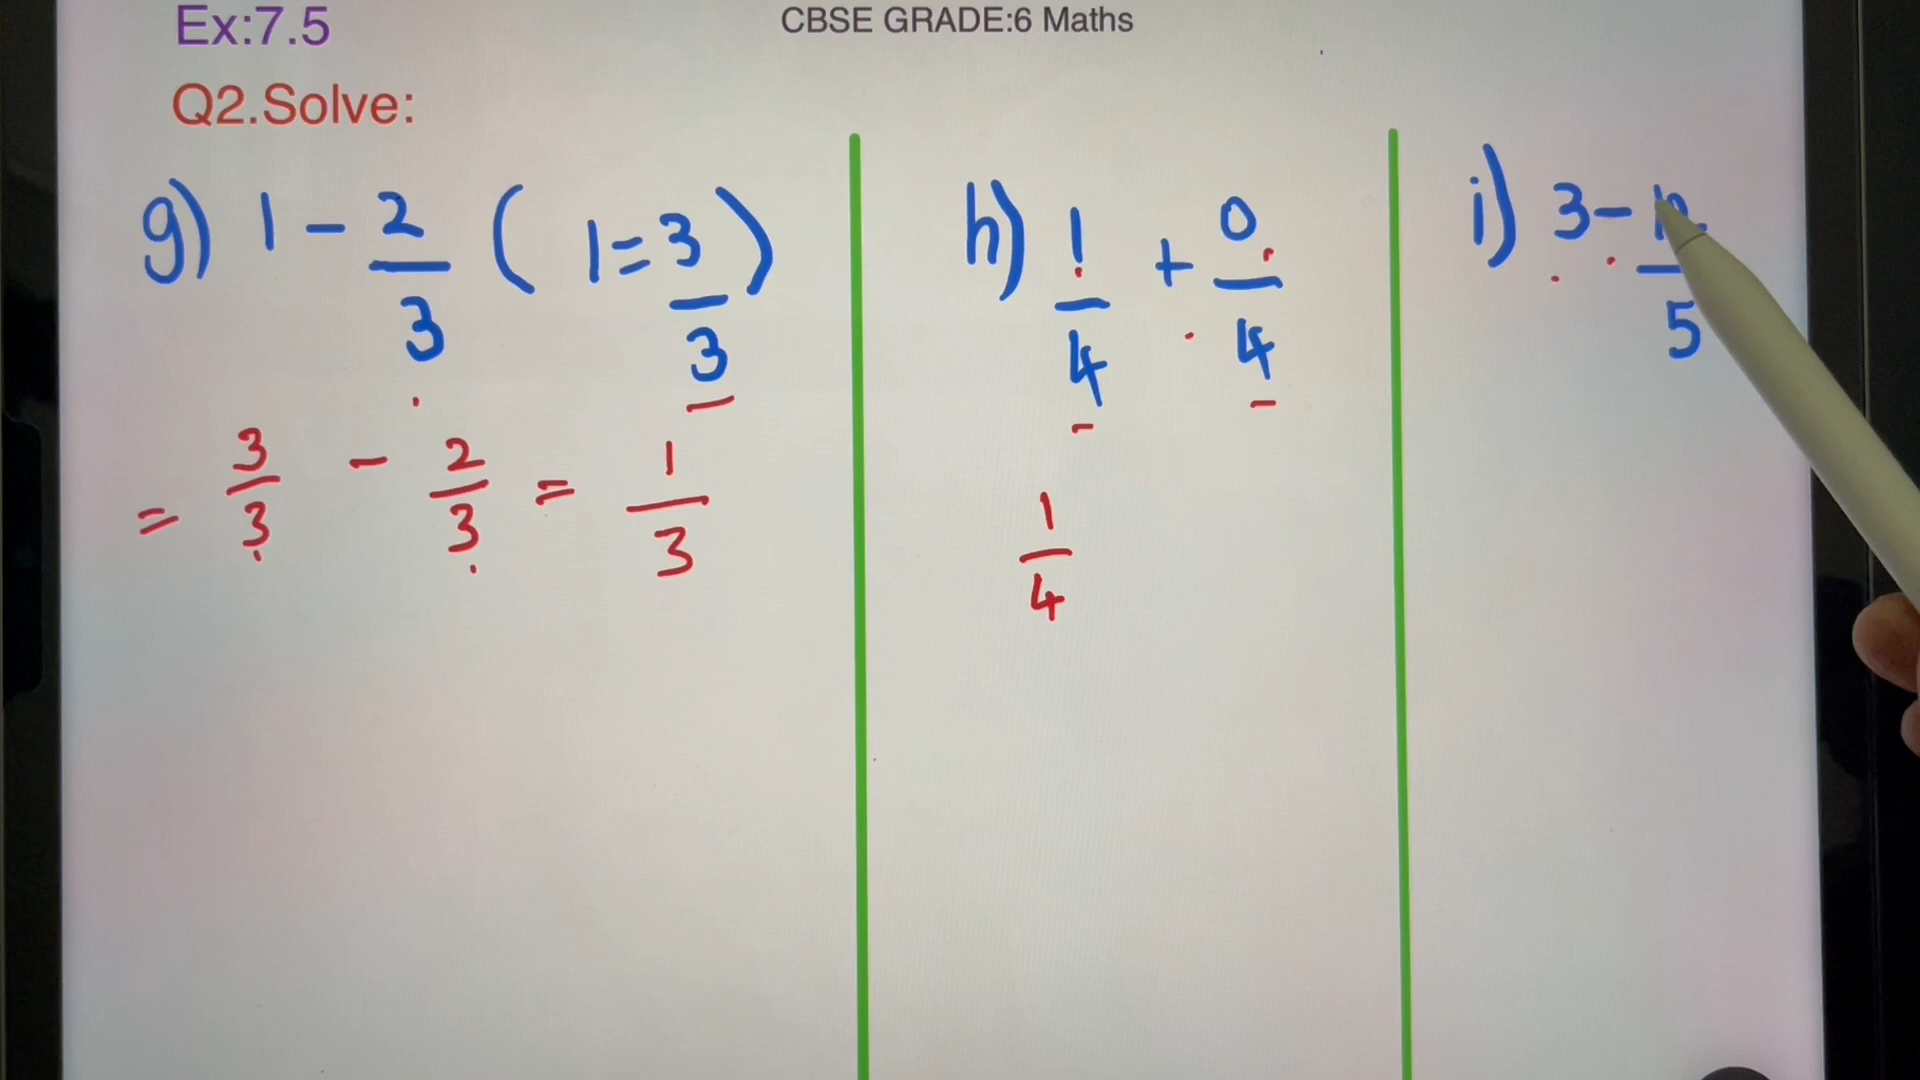 Ex:7.5
CBSE GRADE:6 Maths
Q2.Solve:
g) 1 - 2/3 ( 1 = 3/3 )
= 3/3 - 2/3 = 1/3
h) 1/4 + 0/4
1/4
i) 3 - /5